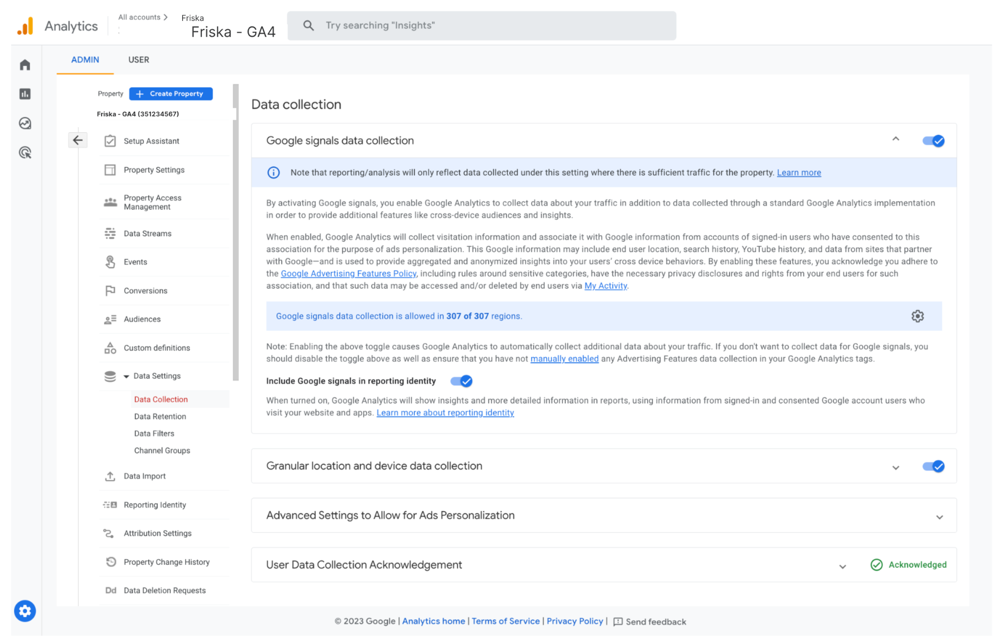 Analytics
All accounts
Friska
Friska - GA4
Try searching "Insights"
ADMIN
USER
Property
Create Property
Friska - GA4 (351234567)
Setup Assistant
Property Settings
Property Access
Management
Data Streams
Events
Conversions
Audiences
Custom definitions
Data Settings
Data Collection
Data Retention
Data Filters
Channel Groups
Data Import
Reporting Identity
Attribution Settings
Property Change History
Dd Data Deletion Requests
Data collection
Google signals data collection
Note that reporting/analysis will only reflect data collected under this setting where there is sufficient traffic for the property. Learn more
By activating Google signals, you enable Google Analytics to collect data about your traffic in addition to data collected through a standard Google Analytics implementation
in order to provide additional features like cross-device audiences and insights.
When enabled, Google Analytics will collect visitation information and associate it with Google information from accounts of signed-in users who have consented to this
association for the purpose of ads personalization. This Google information may include end user location, search history, YouTube history, and data from sites that partner
with Google—and is used to provide aggregated and anonymized insights into your users' cross device behaviors. By enabling these features, you acknowledge you adhere to
the Google Advertising Features Policy, including rules around sensitive categories, have the necessary privacy disclosures and rights from your end users for such
association, and that such data may be accessed and/or deleted by end users via My Activity.
Google signals data collection is allowed in 307 of 307 regions.
Note: Enabling the above toggle causes Google Analytics to automatically collect additional data about your traffic. If you don't want to collect data for Google signals, you
should disable the toggle above as well as ensure that you have not manually enabled any Advertising Features data collection in your Google Analytics tags.
Include Google signals in reporting identity
When turned on, Google Analytics will show insights and more detailed information in reports, using information from signed-in and consented Google account users who
visit your website and apps. Learn more about reporting identity
Granular location and device data collection
Advanced Settings to Allow for Ads Personalization
User Data Collection Acknowledgement
Acknowledged
© 2023 Google | Analytics home | Terms of Service | Privacy Policy | Send feedback